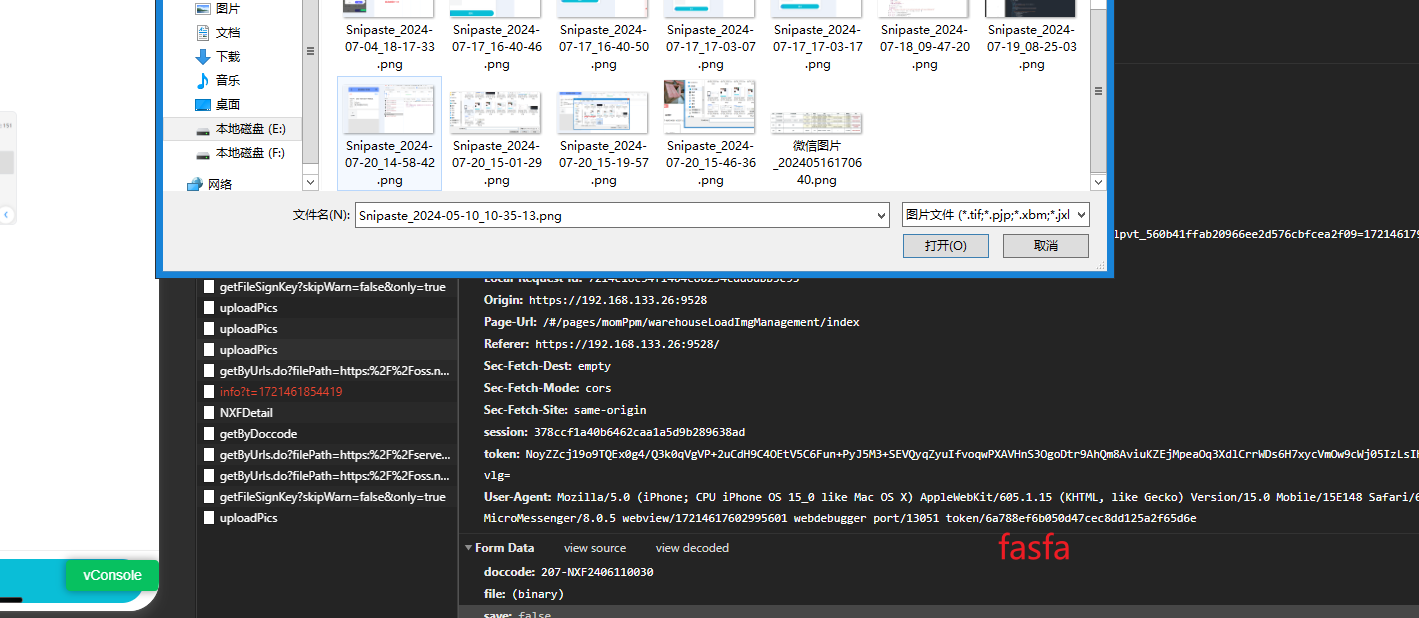 图片
文档
下载
音乐
桌面
本地磁盘 (E:)
本地磁盘 (F:)
网络
Snipaste_2024-07-04_18-17-33.png
Snipaste_2024-07-17_16-40-46.png
Snipaste_2024-07-17_16-40-50.png
Snipaste_2024-07-17_17-03-07.png
Snipaste_2024-07-17_17-03-17.png
Snipaste_2024-07-18_09-47-20.png
Snipaste_2024-07-19_08-25-03.png
Snipaste_2024-07-20_14-58-42.png
Snipaste_2024-07-20_15-01-29.png
Snipaste_2024-07-20_15-19-57.png
Snipaste_2024-07-20_15-46-36.png
微信图片_20240516170640.png
文件名(N): Snipaste_2024-05-10_10-35-13.png
图片文件 (*.tif;*.pjp;*.xbm;*.jxl
打开(O)
取消
lpvt_560b41ffab20966ee2d576cbfcea2f09=172146179
getFileSignKey?skipWarn=false&only=true
uploadPics
uploadPics
uploadPics
getByUrls.do?filePath=https:%2F%2Foss.n...
info?t=1721461854419
NXFDetail
getByDoccode
getByUrls.do?filePath=https:%2F%2Fserve...
getByUrls.do?filePath=https:%2F%2Foss.n...
getFileSignKey?skipWarn=false&only=true
uploadPics
Origin: https://192.168.133.26:9528
Page-Url: /#/pages/momPpm/warehouseLoadImgManagement/index
Referer: https://192.168.133.26:9528/
Sec-Fetch-Dest: empty
Sec-Fetch-Mode: cors
Sec-Fetch-Site: same-origin
session: 378ccf1a40b6462caa1a5d9b289638ad
token: NoyZZcj19o9TQEx0g4/Q3k0qVgVP+2uCdH9C4OEtV5C6Fun+PyJ5M3+SEVQyqZyuIfvoqwPXAVHnS3OgoDtr9AhQm8AviuKZEjMpeaOq3XdlCrrWDs6H7xycVmOw9cWj05IzLsIH
vlg=
User-Agent: Mozilla/5.0 (iPhone; CPU iPhone OS 15_0 like Mac OS X) AppleWebKit/605.1.15 (KHTML, like Gecko) Version/15.0 Mobile/15E148 Safari/6
MicroMessenger/8.0.5 webview/17214617602995601 webdebugger port/13051 token/6a788ef6b050d47cec8dd125a2f65d6e
fasfa
Form Data view source view decoded
doccode: 207-NXF2406110030
file: (binary)
save: false
vConsole